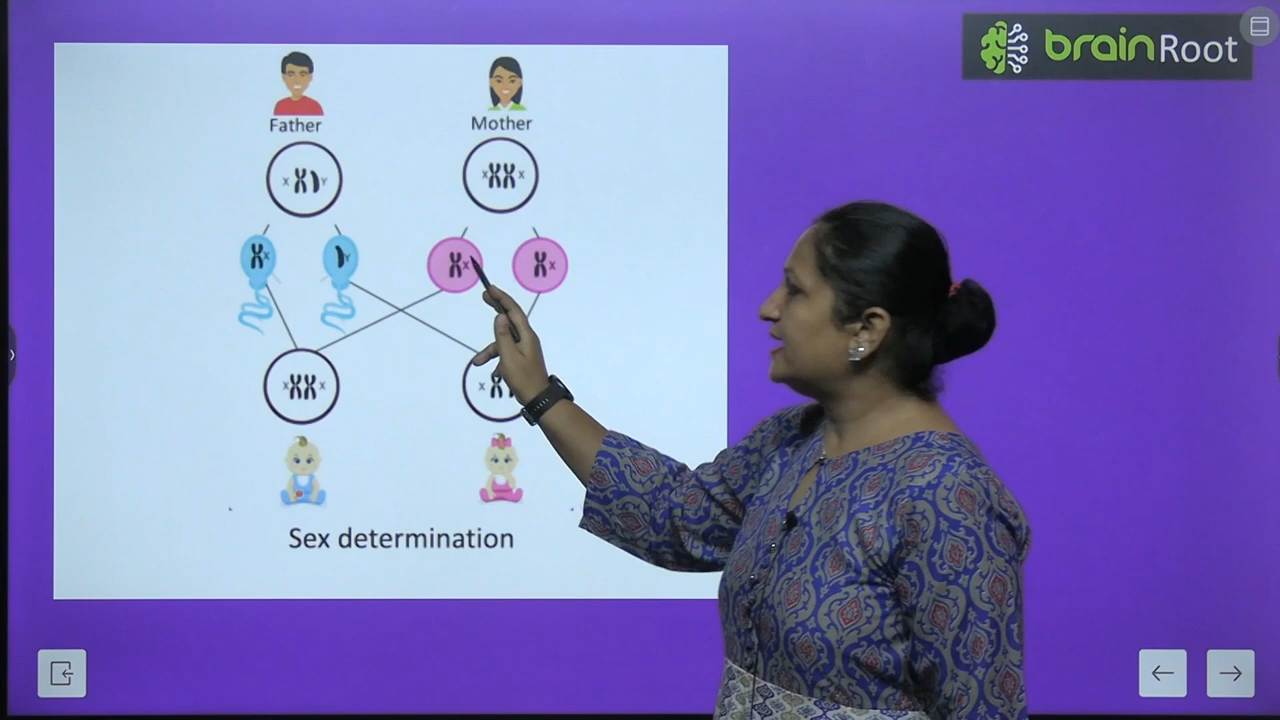 brainRoot
Father
Mother
X Y
X X
X
Y
X
X
X X
X
Sex determination